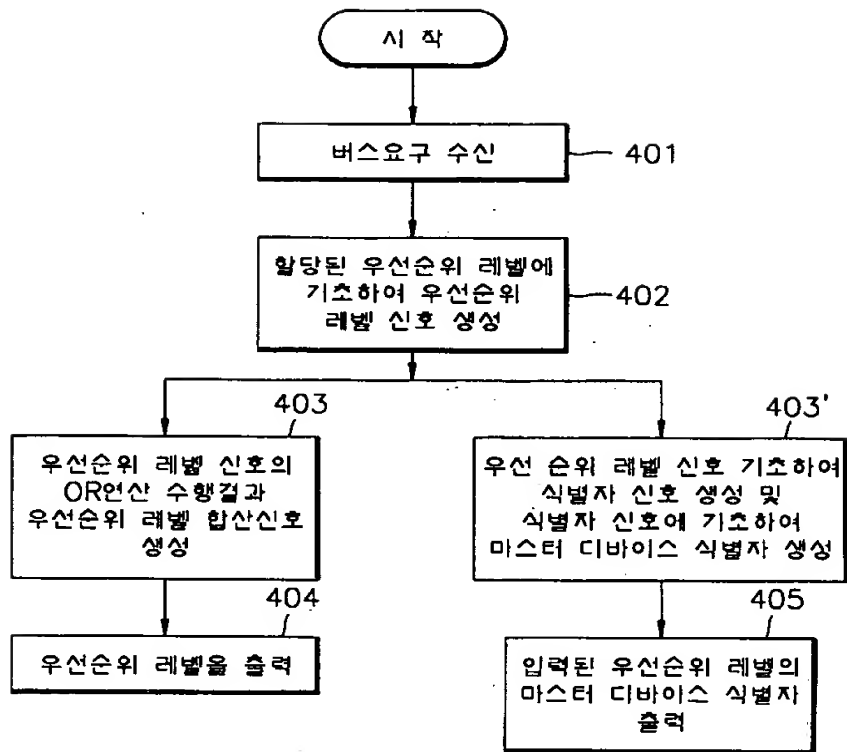 시 작
버스요구 수신
401
할당된 우선순위 레벨에
기초하여 우선순위
레벨 신호 생성
402
403
우선순위 레벨 신호의
OR연산 수행결과
우선순위 레벨 합산신호
생성
403'
우선 순위 레벨 신호 기초하여
식별자 신호 생성 및
식별자 신호에 기초하여
마스터 디바이스 식별자 생성
404
우선순위 레벨을 출력
405
입력된 우선순위 레벨의
마스터 디바이스 식별자
출력